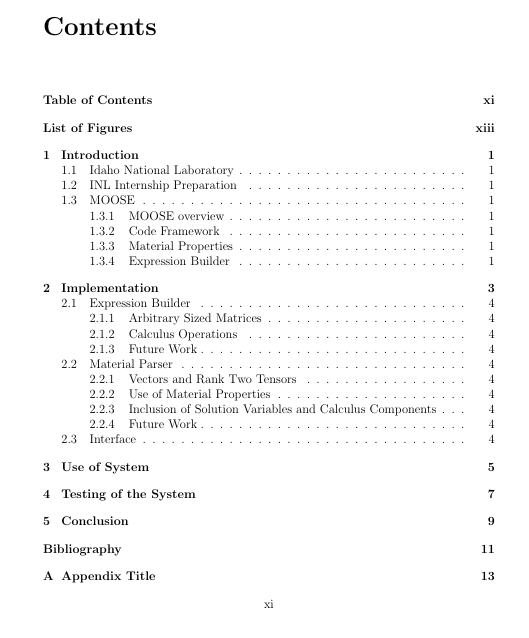 Contents
Table of Contents xi
List of Figures xiii
1 Introduction 1
1.1 Idaho National Laboratory . . . . . . . . . . . . . . . . . . . . . . . . 1
1.2 INL Internship Preparation . . . . . . . . . . . . . . . . . . . . . . . 1
1.3 MOOSE . . . . . . . . . . . . . . . . . . . . . . . . . . . . . . . . 1
1.3.1 MOOSE overview . . . . . . . . . . . . . . . . . . . . . . . . . 1
1.3.2 Code Framework . . . . . . . . . . . . . . . . . . . . . . . . . 1
1.3.3 Material Properties . . . . . . . . . . . . . . . . . . . . . . . . 1
1.3.4 Expression Builder . . . . . . . . . . . . . . . . . . . . . . . . 1
2 Implementation 3
2.1 Expression Builder . . . . . . . . . . . . . . . . . . . . . . . . . . . 4
2.1.1 Arbitrary Sized Matrices . . . . . . . . . . . . . . . . . . . . . 4
2.1.2 Calculus Operations . . . . . . . . . . . . . . . . . . . . . . . 4
2.1.3 Future Work . . . . . . . . . . . . . . . . . . . . . . . . . . . 4
2.2 Material Parser . . . . . . . . . . . . . . . . . . . . . . . . . . . . . 4
2.2.1 Vectors and Rank Two Tensors . . . . . . . . . . . . . . . . . 4
2.2.2 Use of Material Properties . . . . . . . . . . . . . . . . . . . . 4
2.2.3 Inclusion of Solution Variables and Calculus Components . . . 4
2.2.4 Future Work . . . . . . . . . . . . . . . . . . . . . . . . . . . 4
2.3 Interface . . . . . . . . . . . . . . . . . . . . . . . . . . . . . . . . 4
3 Use of System 5
4 Testing of the System 7
5 Conclusion 9
Bibliography 11
A Appendix Title 13
xi